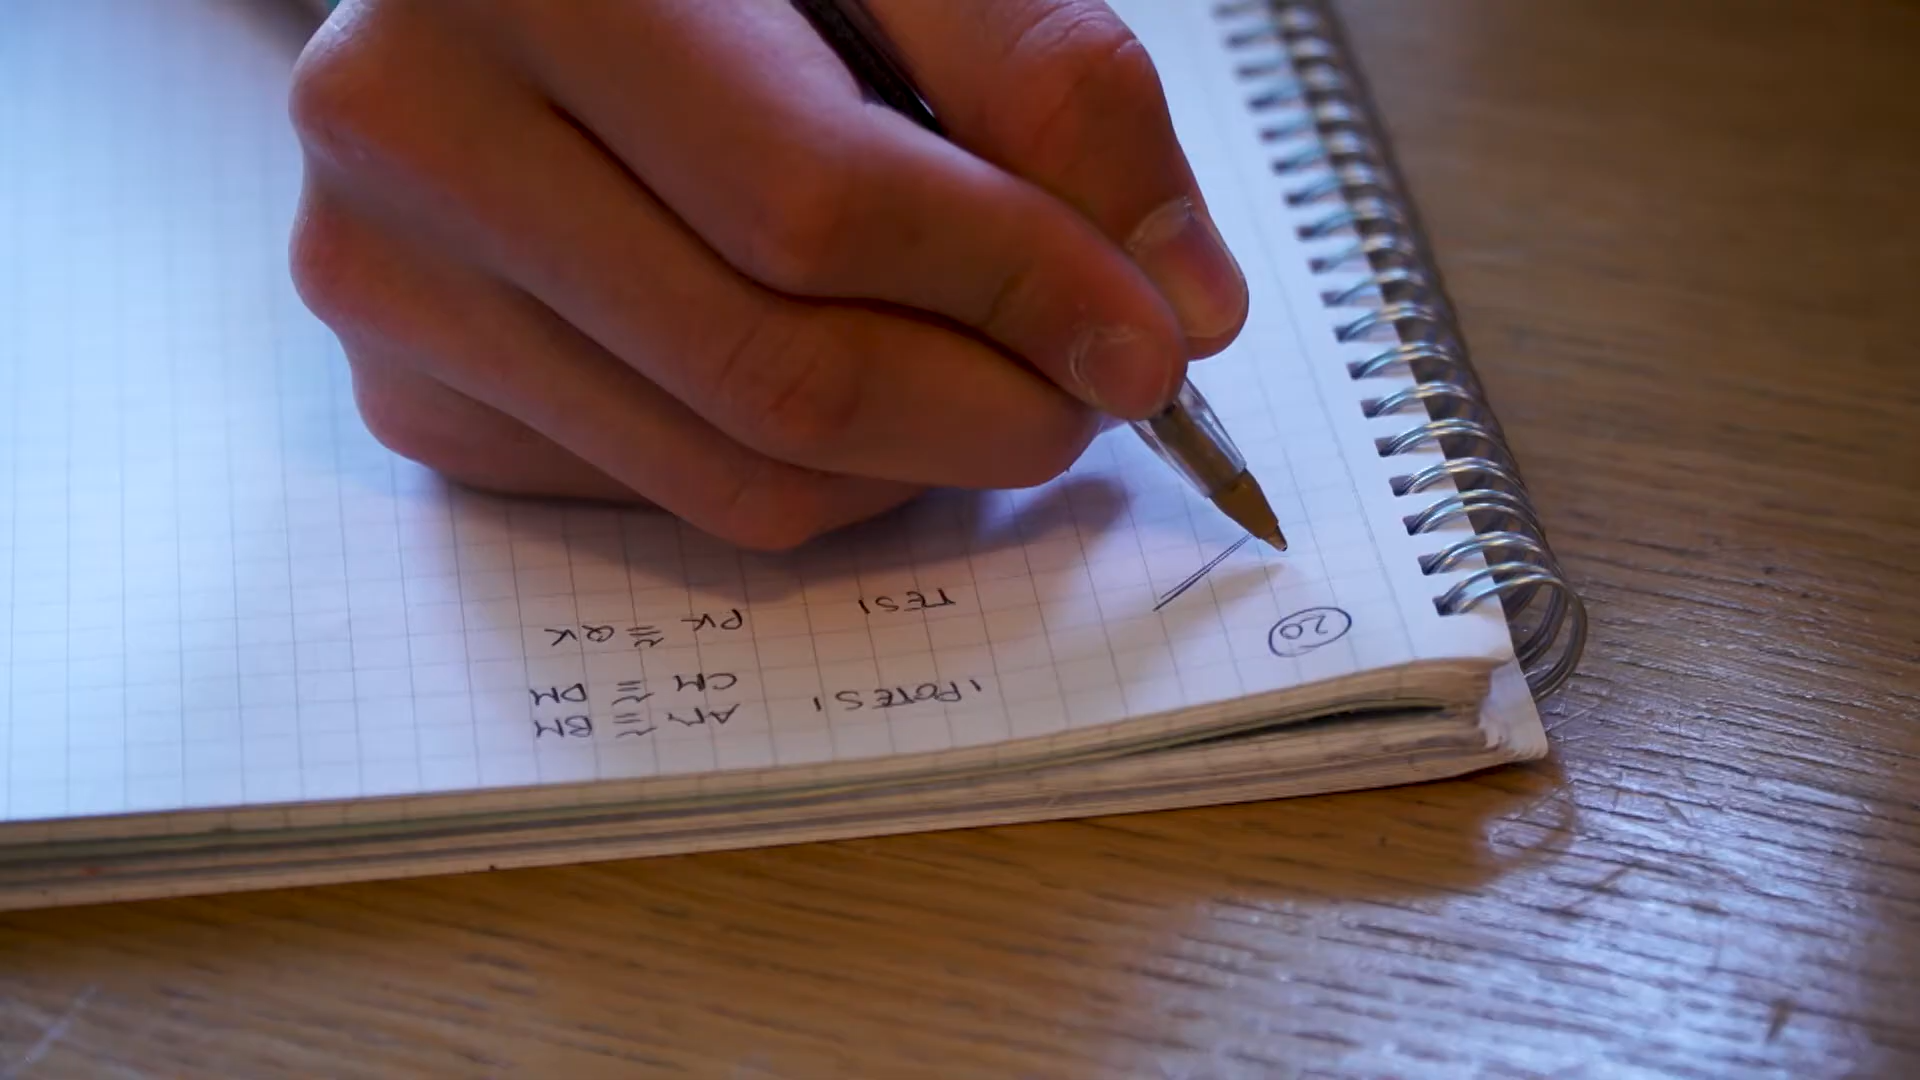 20
IPOTESI AM ≅ BM
CM ≅ DM
TESI PK ≅ QK